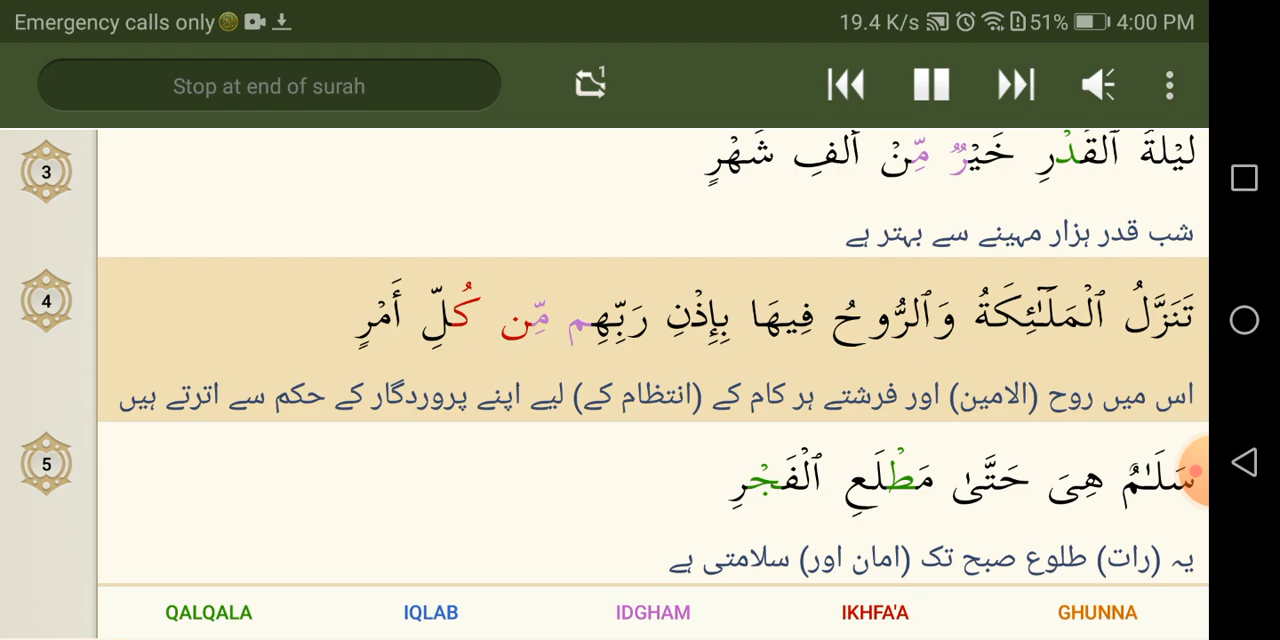 Emergency calls only 19.4 K/s 51% 4:00 PM
Stop at end of surah 1
3 لَيْلَةُ ٱلْقَدْرِ خَيْرٌ مِّنْ أَلْفِ شَهْرٍ
شب قدر ہزار مہینے سے بہتر ہے
4 تَنَزَّلُ ٱلْمَلَـٰٓئِكَةُ وَٱلرُّوحُ فِيهَا بِإِذْنِ رَبِّهِم مِّن كُلِّ أَمْرٍ
اس میں روح (الامین) اور فرشتے ہر کام کے (انتظام کے) لیے اپنے پروردگار کے حکم سے اترتے ہیں
5 سَلَـٰمٌ هِىَ حَتَّىٰ مَطْلَعِ ٱلْفَجْرِ
یہ (رات) طلوع صبح تک (امان اور) سلامتی ہے
QALQALA IQLAB IDGHAM IKHFA'A GHUNNA